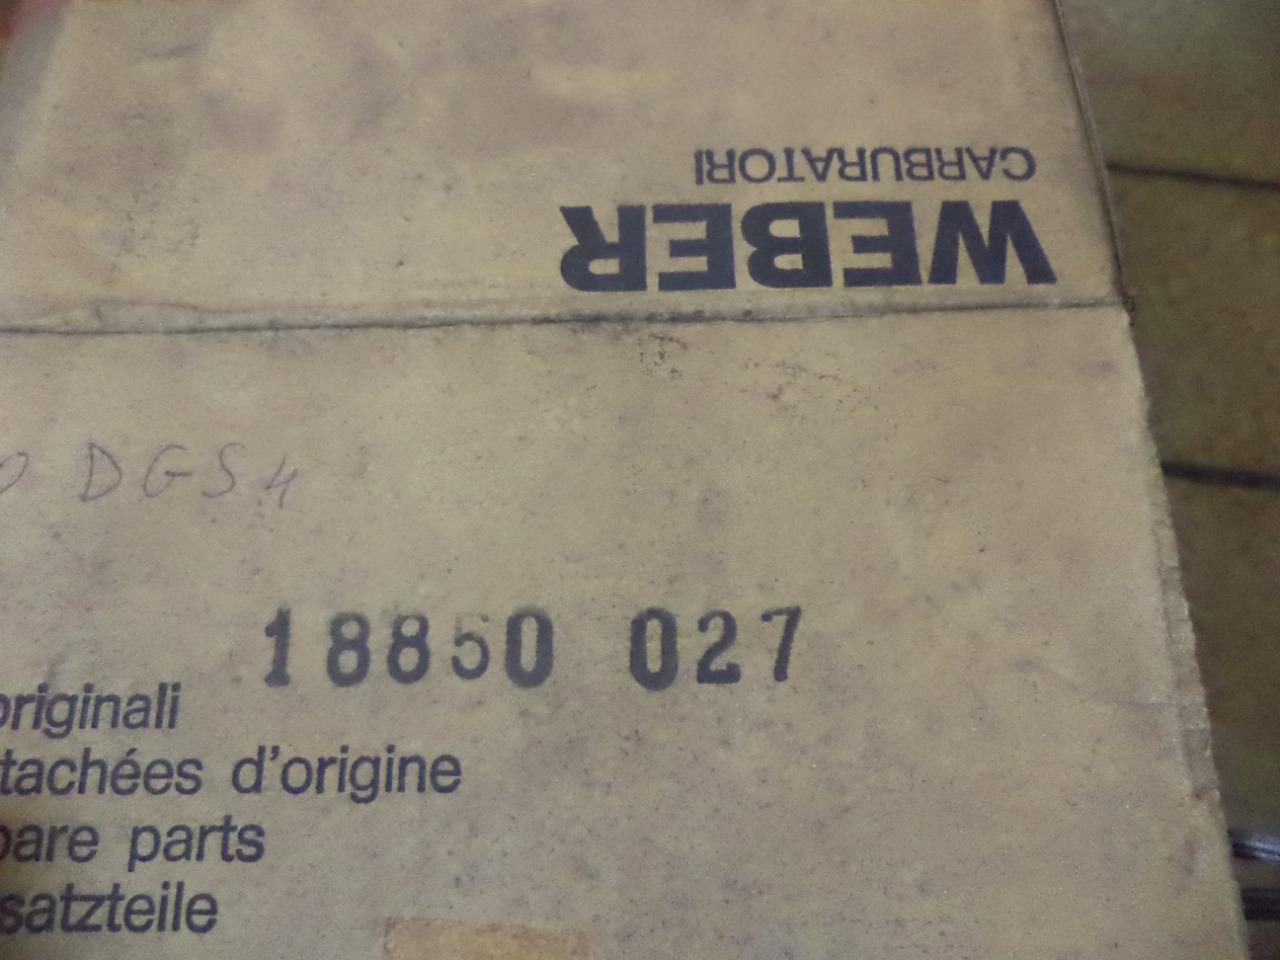 CARBURATORI
WEBER
DGS4
18850 027
originali
tachées d'origine
pare parts
satzteile